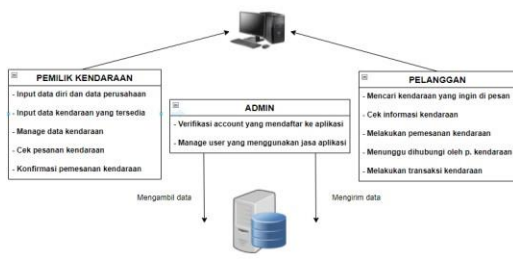 PEMILIK KENDARAAN
- Input data diri dan data perusahaan
- Input data kendaraan yang tersedia
- Manage data kendaraan
- Cek pesanan kendaraan
- Konfirmasi pemesanan kendaraan
ADMIN
- Verifikasi account yang mendaftar ke aplikasi
- Manage user yang menggunakan jasa aplikasi
PELANGGAN
- Mencari kendaraan yang ingin di pesan
- Cek informasi kendaraan
- Melakukan pemesanan kendaraan
- Menunggu dihubungi oleh p. kendaraan
- Melakukan transaksi kendaraan
Mengambil data
Mengirim data